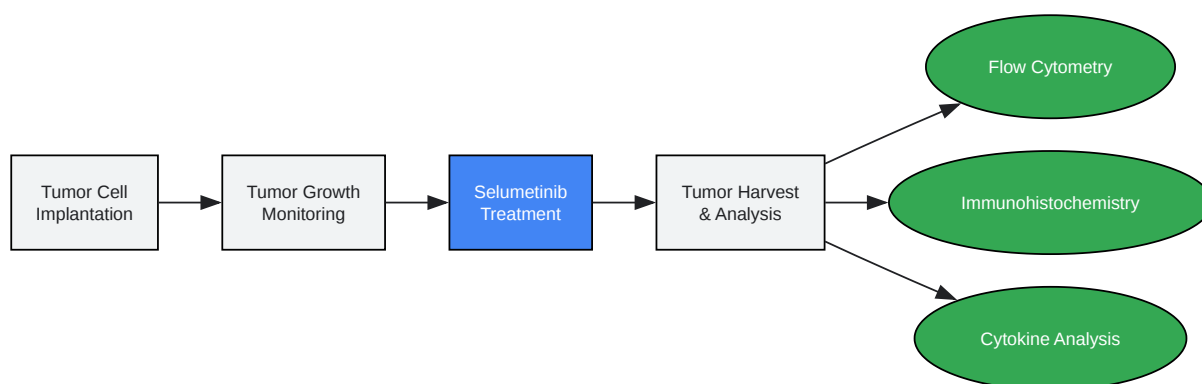 Tumor Cell
Implantation
Tumor Growth
Monitoring
Selumetinib
Treatment
Tumor Harvest
& Analysis
Flow Cytometry
Immunohistochemistry
Cytokine Analysis